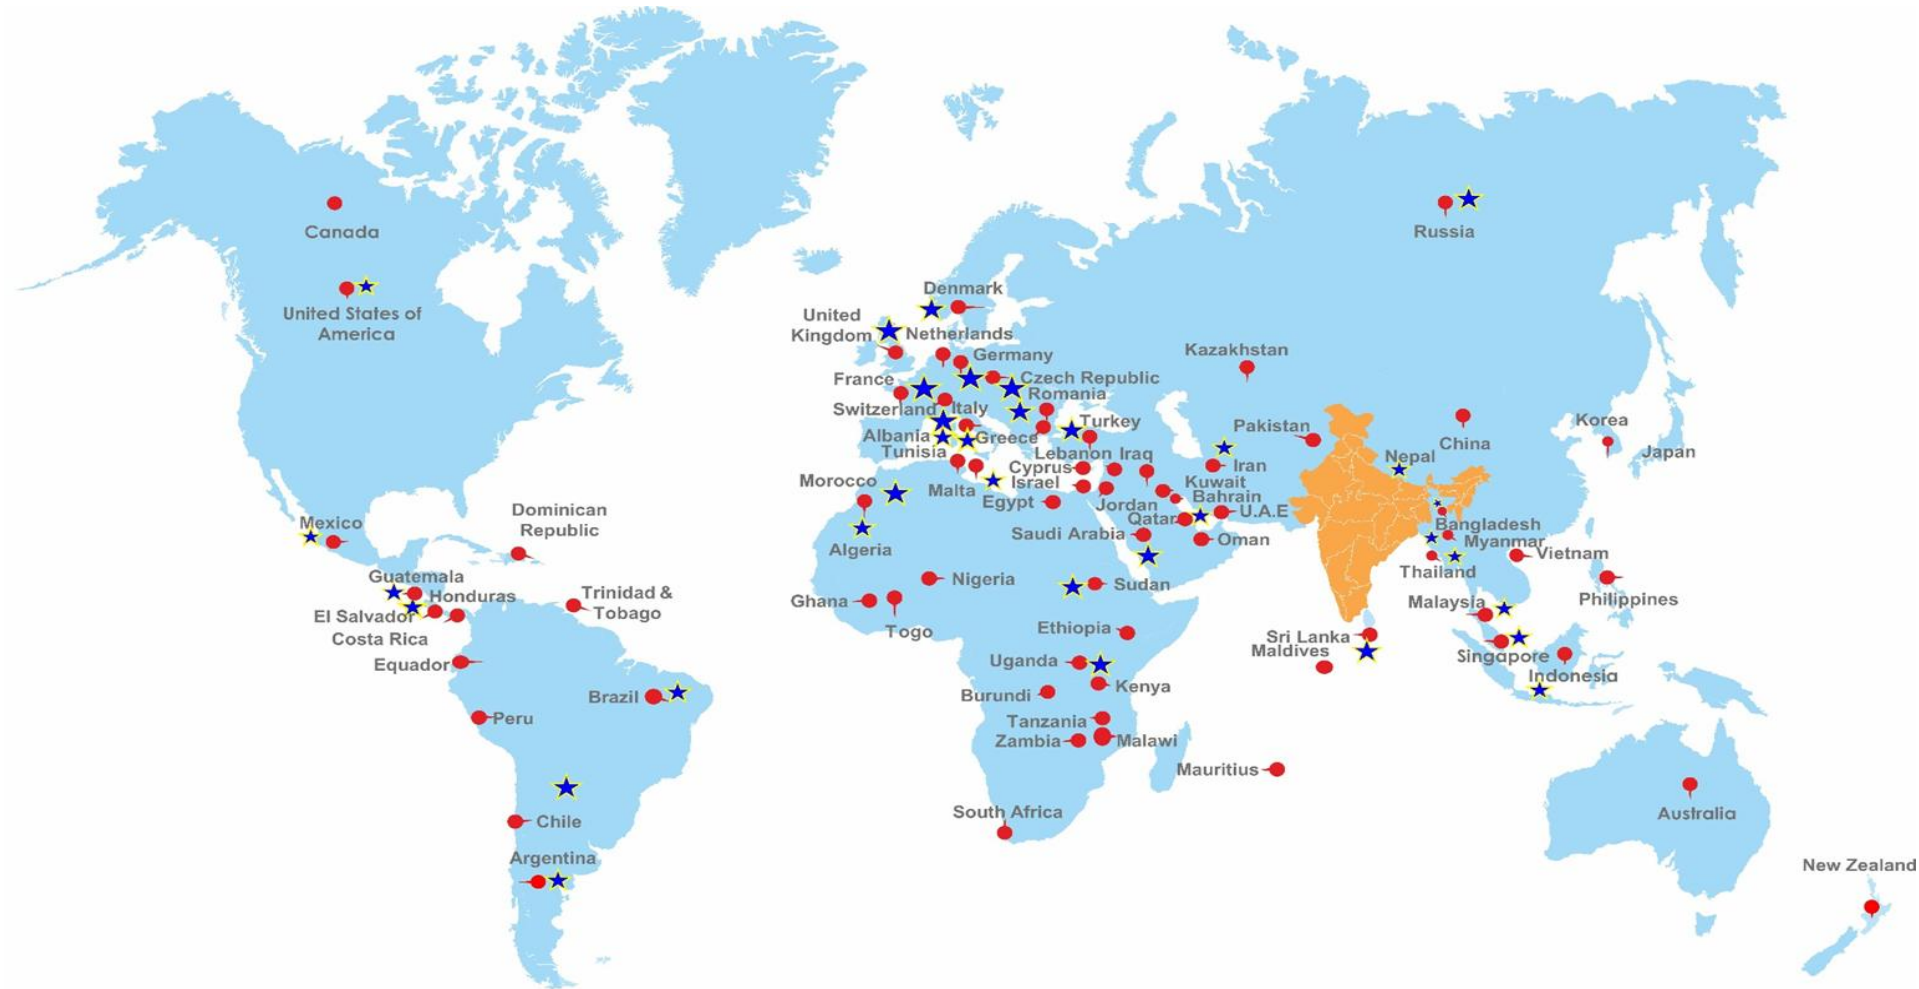 Canada
United States of
America
Mexico
Dominican
Republic
Guatemala
Honduras
El Salvador
Costa Rica
Trinidad &
Tobago
Equador
Brazil
Peru
Chile
Argentina
Denmark
United
Kingdom
Netherlands
Germany
France
Czech Republic
Romania
Switzerland
Italy
Albania
Greece
Turkey
Tunisia
Lebanon
Iraq
Cyprus
Morocco
Malta
Israel
Egypt
Jordan
Kuwait
Bahrain
Qatar
U.A.E
Saudi Arabia
Oman
Iran
Algeria
Nigeria
Sudan
Ghana
Togo
Ethiopia
Uganda
Burundi
Kenya
Tanzania
Zambia
Malawi
Mauritius
South Africa
Russia
Kazakhstan
Pakistan
China
Korea
Japan
Nepal
Bangladesh
Myanmar
Vietnam
Thailand
Philippines
Malaysia
Sri Lanka
Maldives
Singapore
Indonesia
Australia
New Zealand